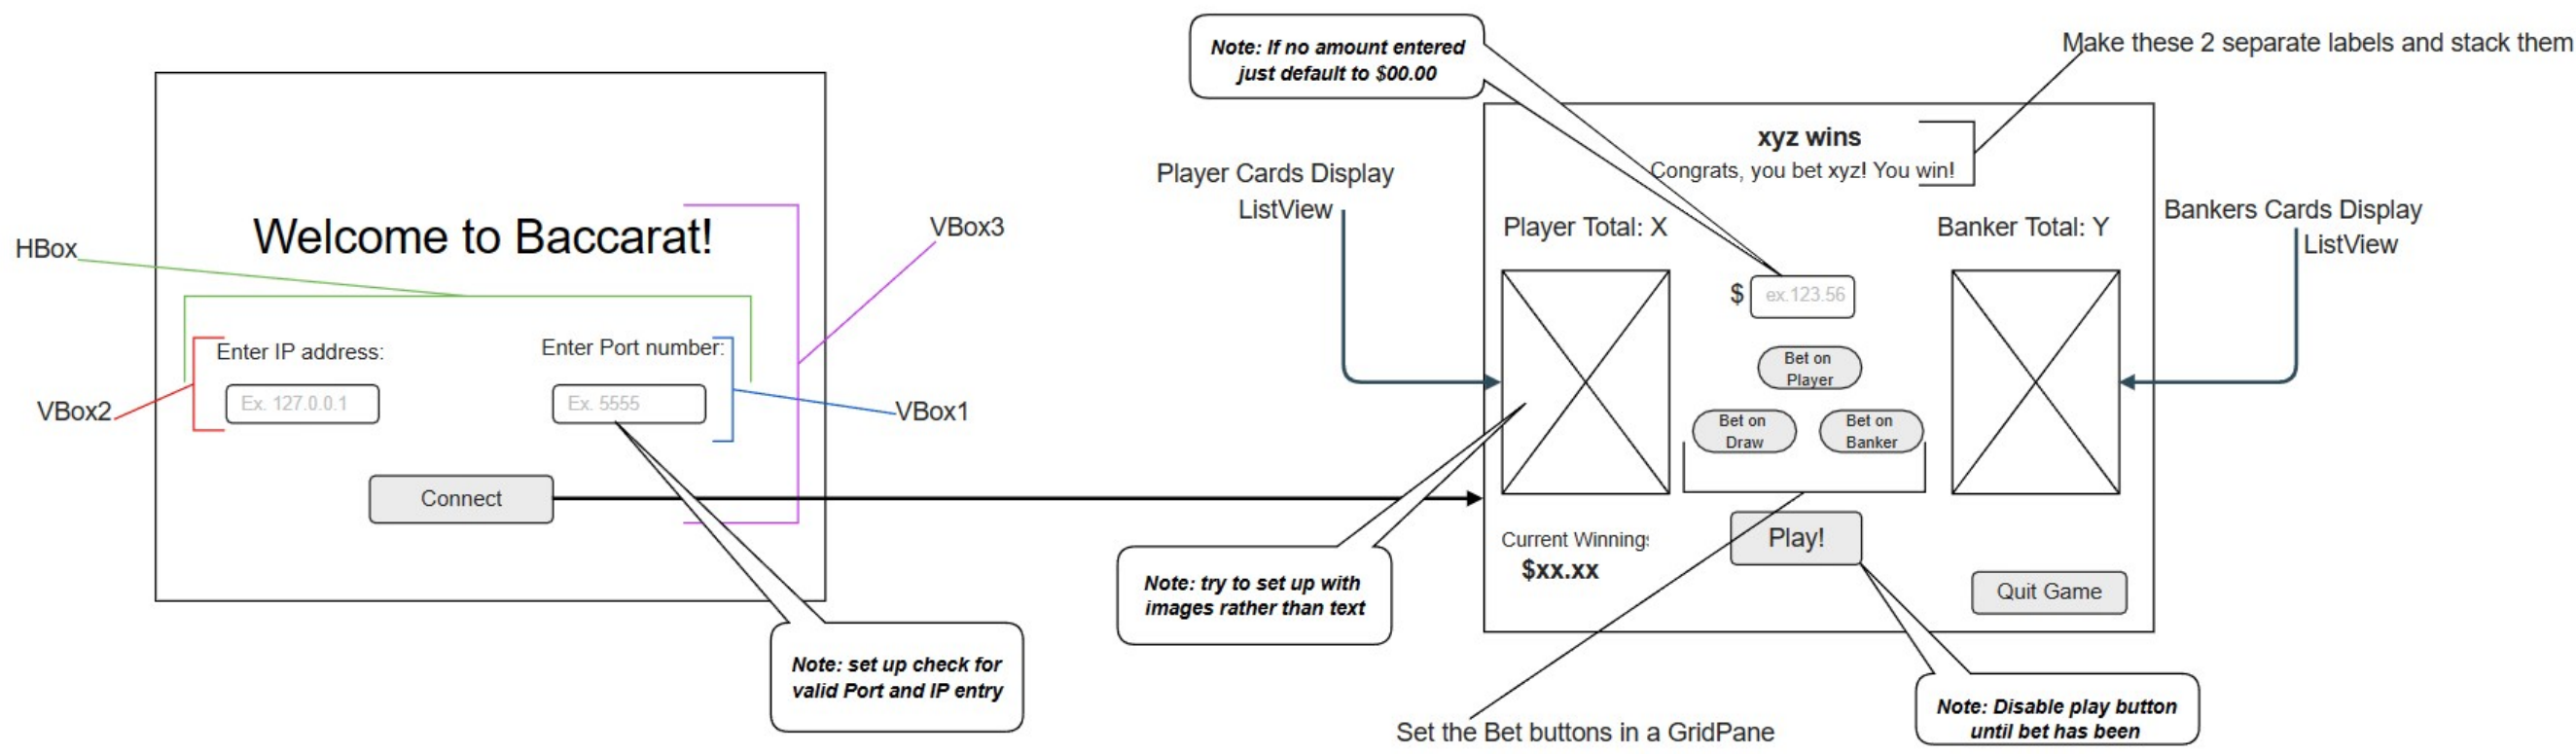 Welcome to Baccarat!
HBox
VBox3
Enter IP address:
Enter Port number:
Ex. 127.0.0.1
Ex. 5555
VBox2
VBox1
Connect
Note: set up check for
valid Port and IP entry
Note: If no amount entered
just default to $00.00
Make these 2 separate labels and stack them
xyz wins
Congrats, you bet xyz! You win!
Player Cards Display
ListView
Bankers Cards Display
ListView
Player Total: X
Banker Total: Y
$
ex.123.56
Bet on
Player
Bet on
Draw
Bet on
Banker
Play!
Current Winnings
$xx.xx
Quit Game
Note: try to set up with
images rather than text
Set the Bet buttons in a GridPane
Note: Disable play button
until bet has been